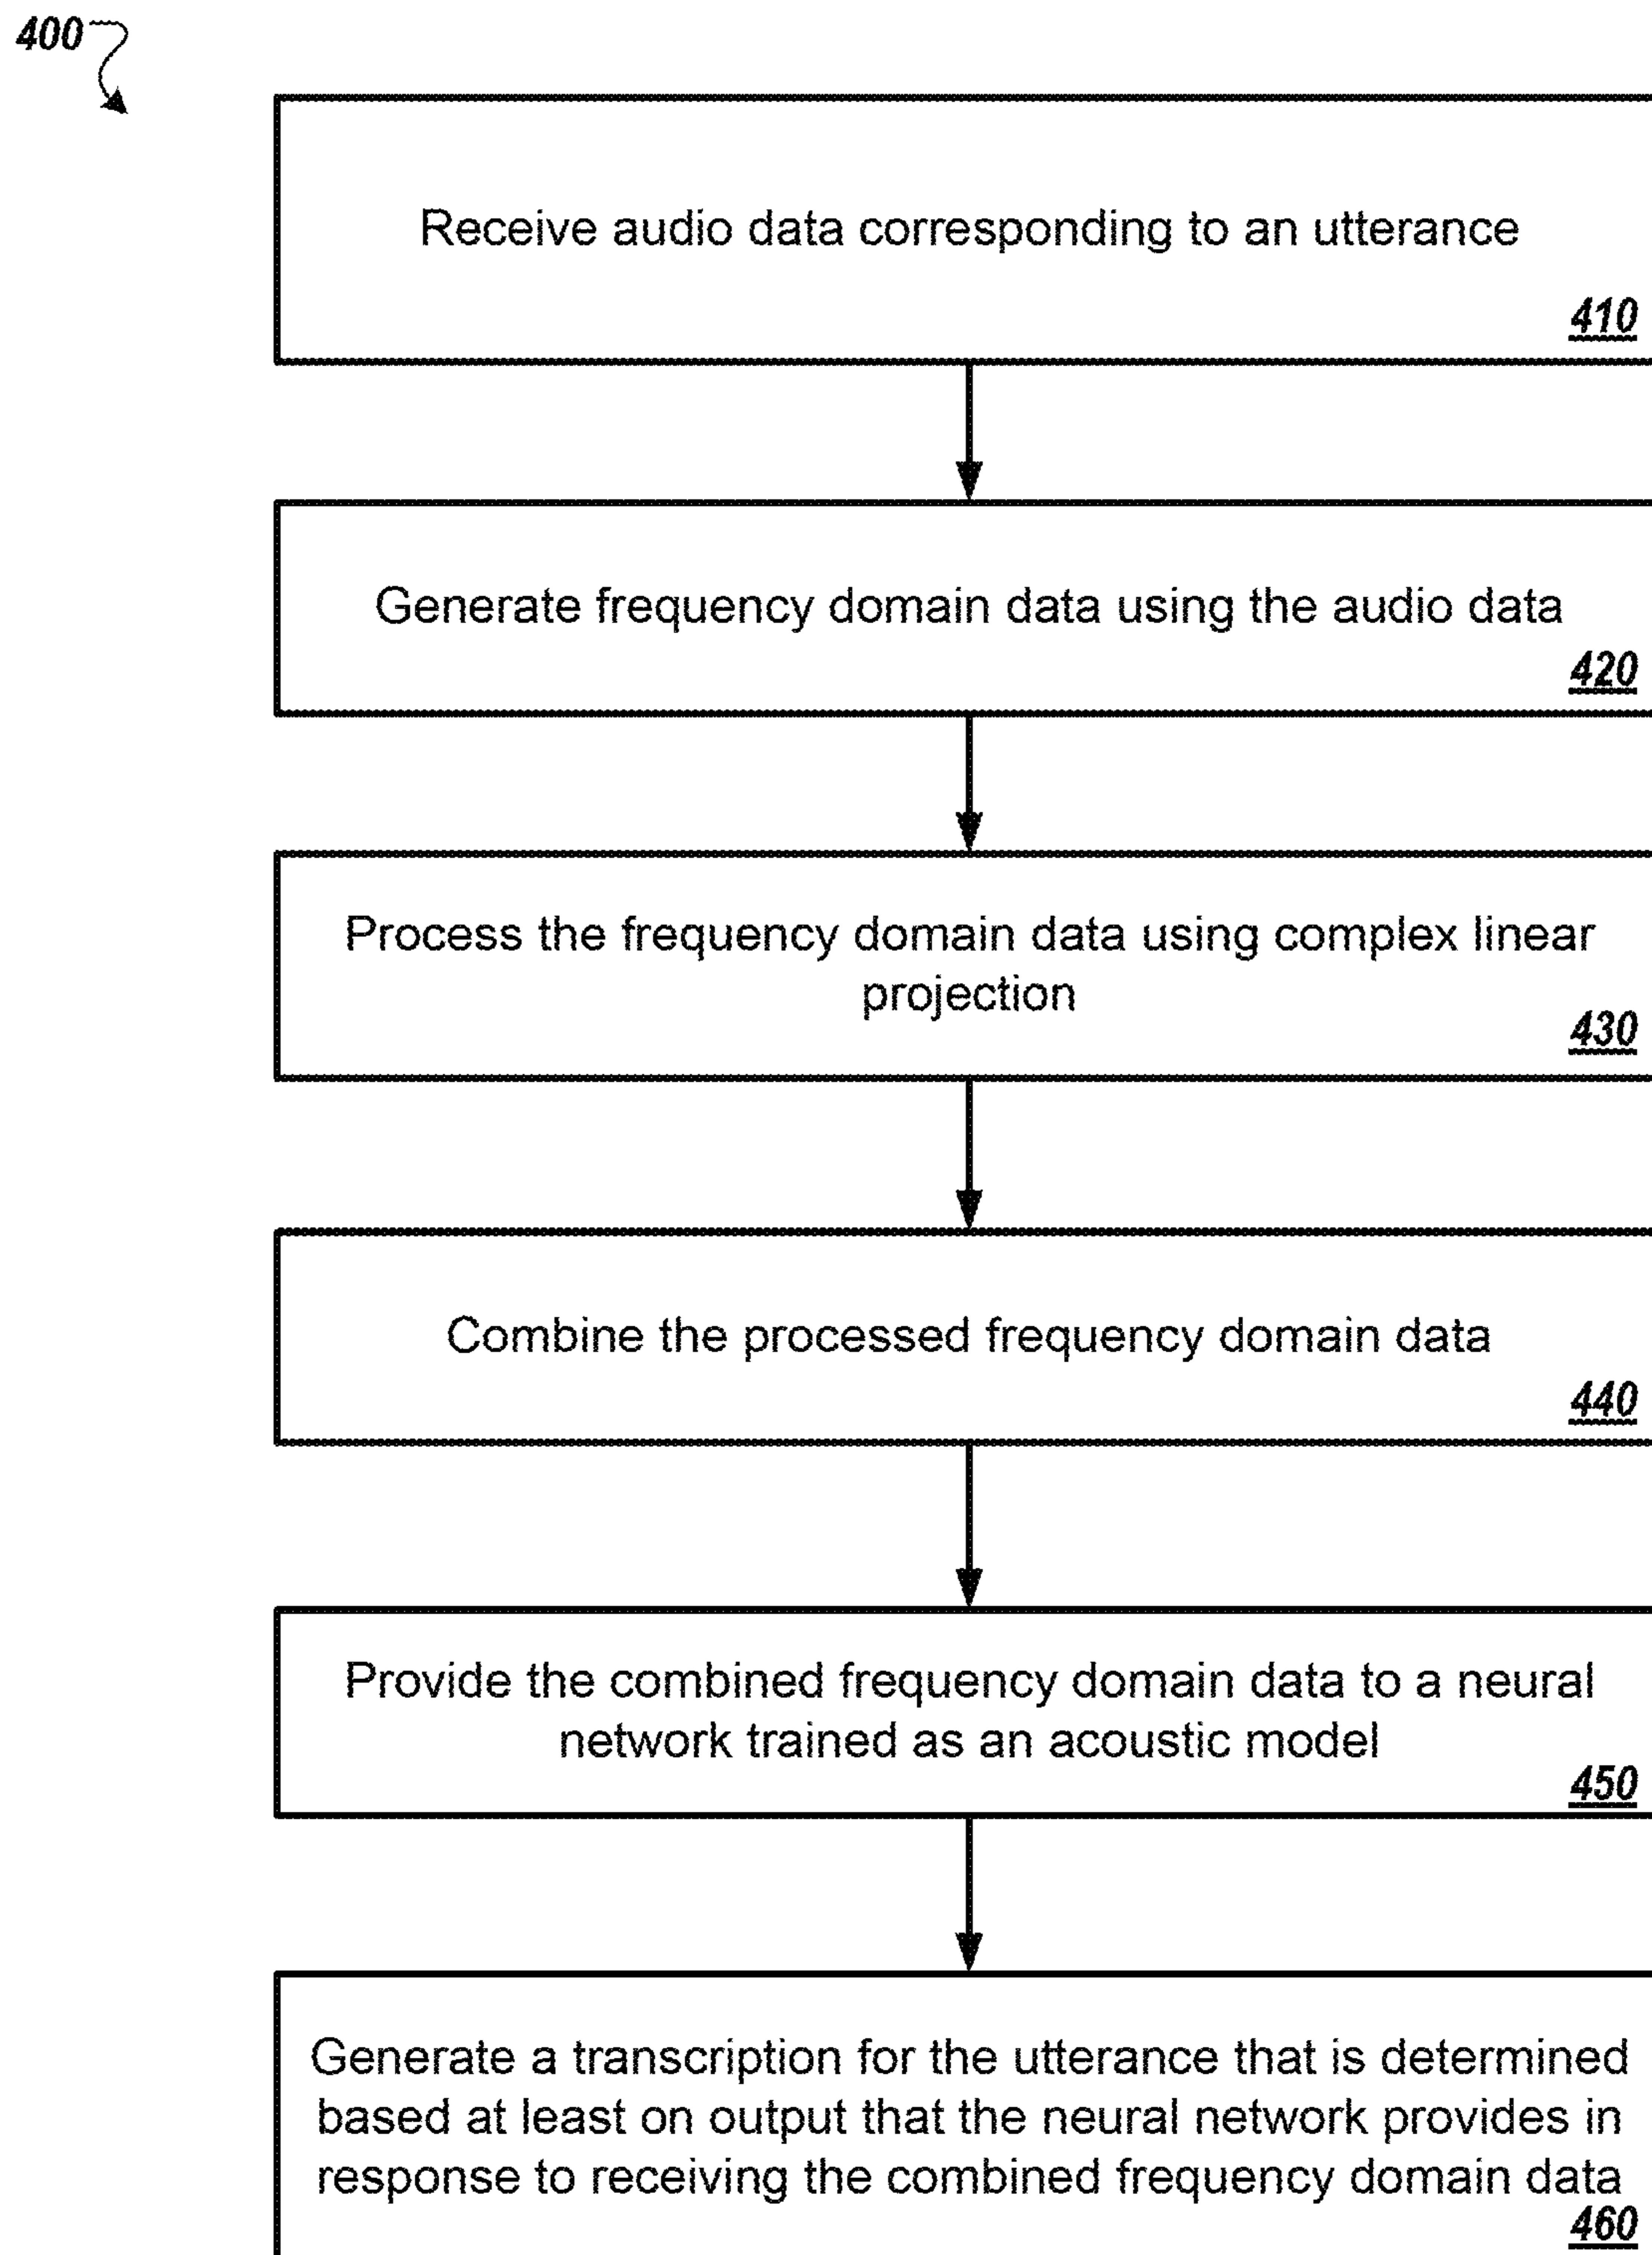 400
Receive audio data corresponding to an utterance
410
Generate frequency domain data using the audio data
420
Process the frequency domain data using complex linear
projection
430
Combine the processed frequency domain data
440
Provide the combined frequency domain data to a neural
network trained as an acoustic model
450
Generate a transcription for the utterance that is determined
based at least on output that the neural network provides in
response to receiving the combined frequency domain data
460